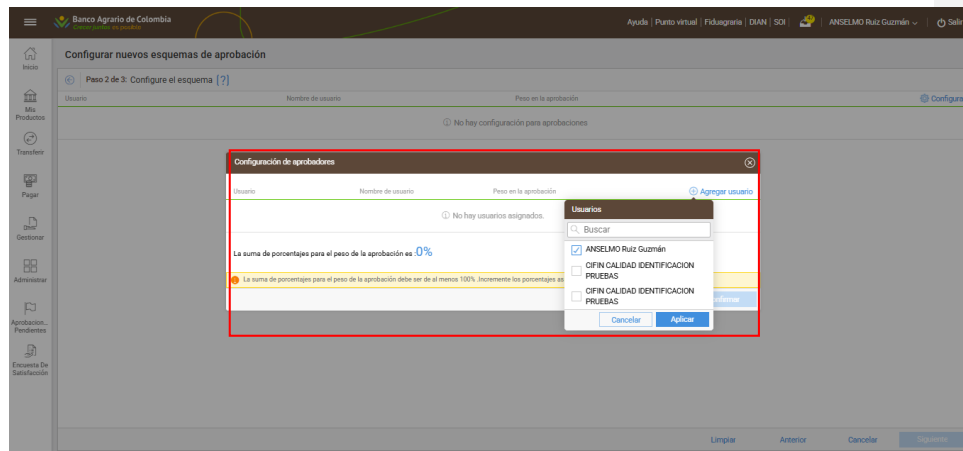 Banco Agrario de Colombia
Crecer juntos es posible
Ayuda | Punto virtual | Fiduagraria | DIAN | SOI
ANSELMO Ruiz Guzmán
Salir
Inicio
Mis
Productos
Transferir
Pagar
Gestionar
Administrar
Aprobacion...
Pendientes
Encuesta De
Satisfacción
Configurar nuevos esquemas de aprobación
Paso 2 de 3: Configure el esquema [?]
Usuario Nombre de usuario Peso en la aprobación Configura
No hay configuración para aprobaciones
Configuración de aprobadores
Usuario Nombre de usuario Peso en la aprobación Agregar usuario
No hay usuarios asignados.
La suma de porcentajes para el peso de la aprobación es :0%
La suma de porcentajes para el peso de la aprobación debe ser de al menos 100% .Incremente los porcentajes as
Usuarios
Buscar
ANSELMO Ruiz Guzmán
CIFIN CALIDAD IDENTIFICACION
PRUEBAS
CIFIN CALIDAD IDENTIFICACION
PRUEBAS
Cancelar Aplicar
Limpiar Anterior Cancelar Siguiente